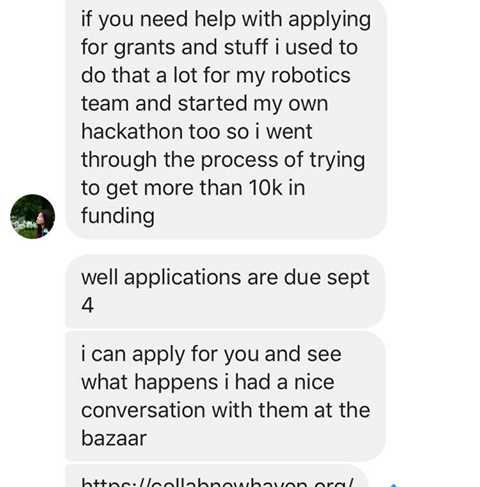 if you need help with applying
for grants and stuff i used to
do that a lot for my robotics
team and started my own
hackathon too so i went
through the process of trying
to get more than 10k in
funding
well applications are due sept
4
i can apply for you and see
what happens i had a nice
conversation with them at the
bazaar
https://collabnewhaven.org/